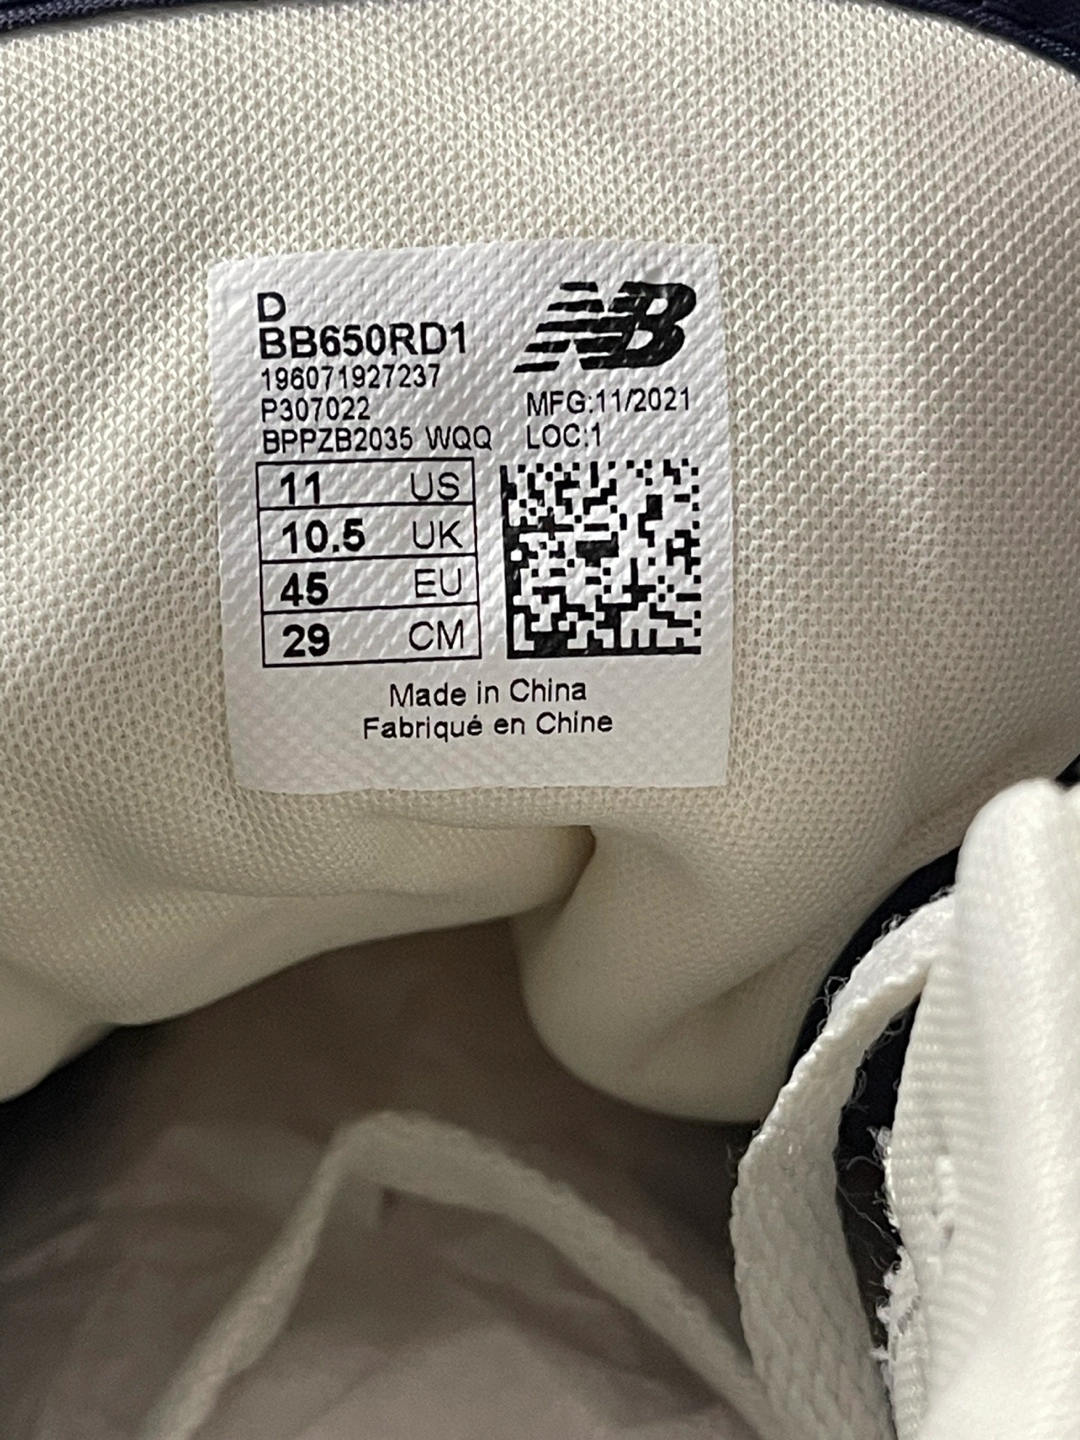 D
BB650RD1
196071927237
P307022
BPPZB2035 WQQ
NB
MFG:11/2021
LOC:1
11 US
10.5 UK
45 EU
29 CM
Made in China
Fabriqué en Chine